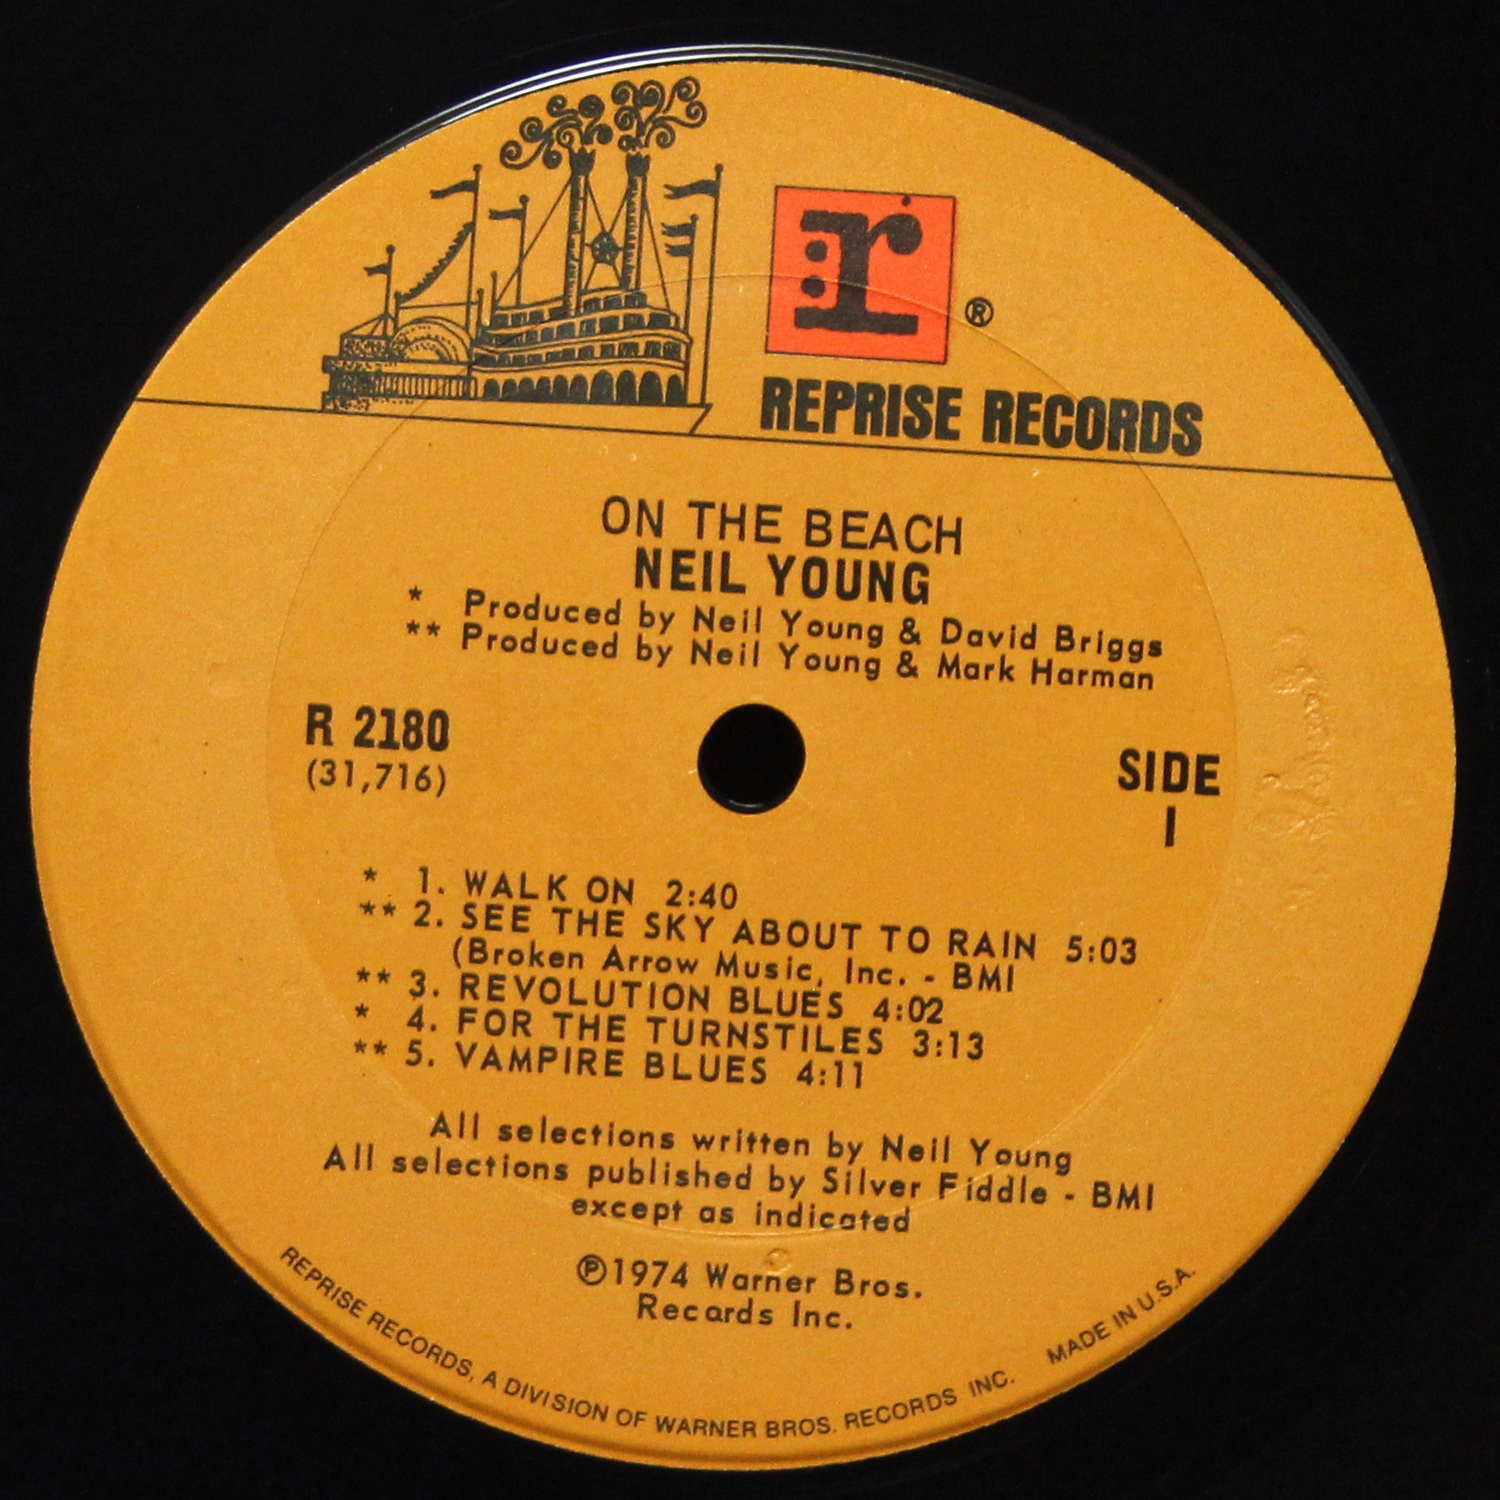 r
®
REPRISE RECORDS
ON THE BEACH
NEIL YOUNG
* Produced by Neil Young & David Briggs
** Produced by Neil Young & Mark Harman
R 2180
(31,716)
SIDE
1
* 1. WALK ON 2:40
** 2. SEE THE SKY ABOUT TO RAIN 5:03
(Broken Arrow Music, Inc. - BMI
** 3. REVOLUTION BLUES 4:02
* 4. FOR THE TURNSTILES 3:13
** 5. VAMPIRE BLUES 4:11
All selections written by Neil Young
All selections published by Silver Fiddle - BMI
except as indicated
℗1974 Warner Bros.
Records Inc.
REPRISE RECORDS, A DIVISION OF WARNER BROS. RECORDS INC. MADE IN U.S.A.